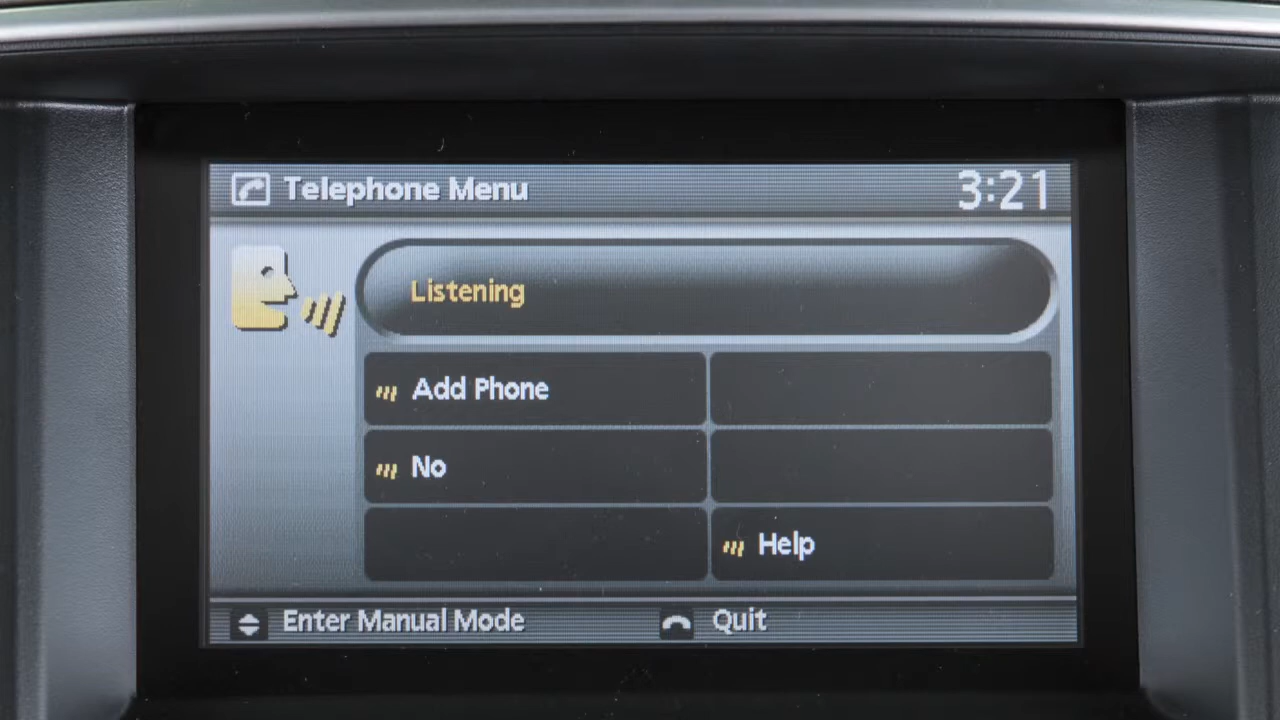 Telephone Menu 3:21
Listening
Add Phone
No
Help
Enter Manual Mode Quit